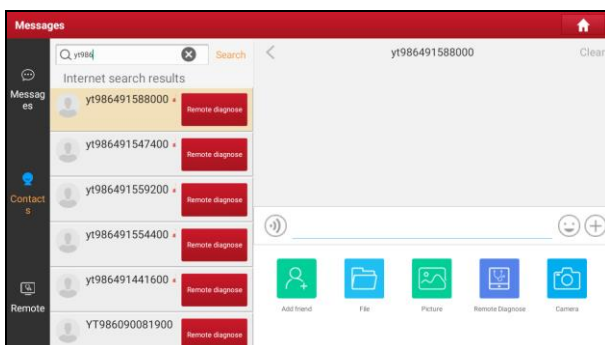 Messages
yt986
Search
Internet search results
Messag
es
Contact
s
Remote
yt986491588000 *
Remote diagnose
yt986491547400 *
Remote diagnose
yt986491559200 *
Remote diagnose
yt986491554400 *
Remote diagnose
yt986491441600 *
Remote diagnose
YT986090081900
Remote diagnose
yt986491588000
Clear
Add friend
File
Picture
Remote Diagnose
Camera